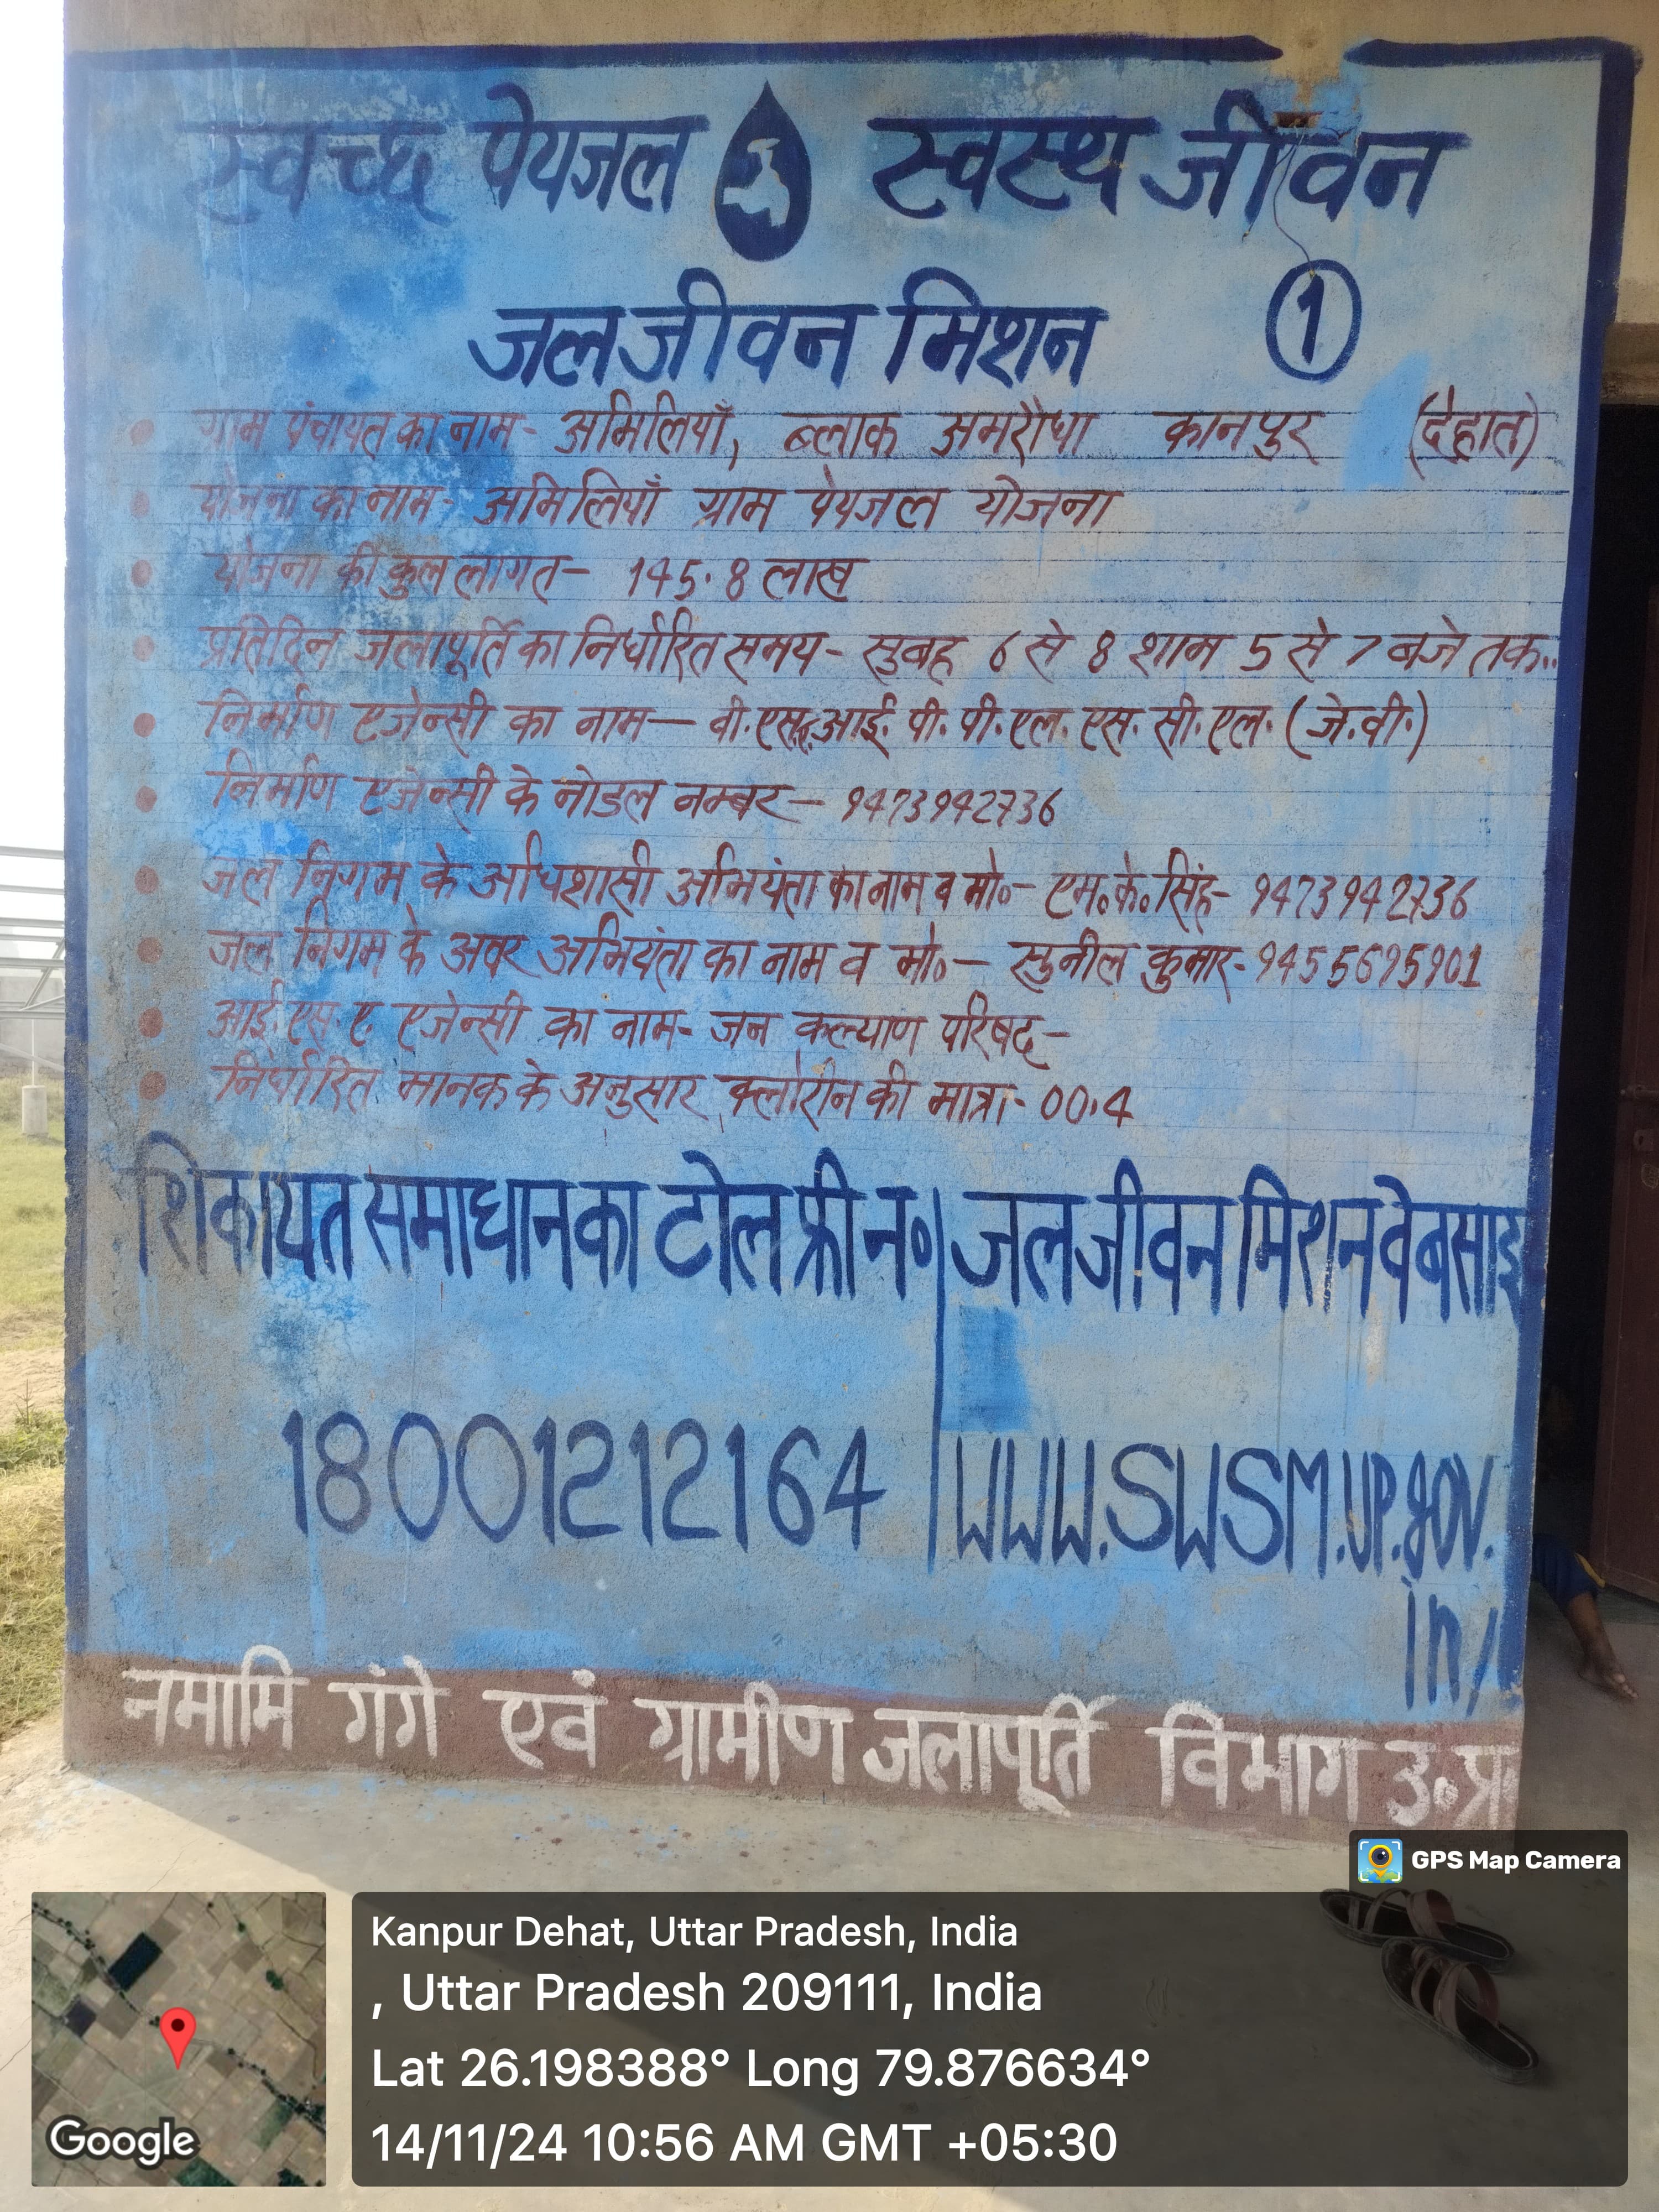 स्वच्छ पेयजल स्वस्थ जीवन
जल जीवन मिशन 1
ग्राम पंचायत का नाम- अमिलियाँ, ब्लाक अमरौधा कानपुर (देहात)
योजना का नाम- अमिलियाँ ग्राम पेयजल योजना
योजना की कुल लागत- 145.8 लाख
प्रतिदिन जलापूर्ति का निर्धारित समय- सुबह 6 से 8 शाम 5 से 7 बजे तक..
निर्माण एजेन्सी का नाम- वी.एस.ई.आई. पी. पी. एल. एस. सी. एल. (जे.वी.)
निर्माण एजेन्सी के नोडल नम्बर- 9473942736
जल निगम के अधिशासी अभियंता का नाम व मो०- एम०के० सिंह- 9473942736
जल निगम के अवर अभियंता का नाम व मो०- सुनील कुमार- 9455695901
आई. एस. ए. एजेन्सी का नाम- जन कल्याण परिषद-
निर्धारित मानक के अनुसार क्लोरीन की मात्रा- 00.4
शिकायत समाधान का टोल फ्री न० जल जीवन मिशन वेबसाइ
18001212164 WWW.SWSM.UP.gov.
in/
नमामि गंगे एवं ग्रामीण जलापूर्ति विभाग उ.प्र
GPS Map Camera
Kanpur Dehat, Uttar Pradesh, India
, Uttar Pradesh 209111, India
Lat 26.198388° Long 79.876634°
14/11/24 10:56 AM GMT +05:30
Google